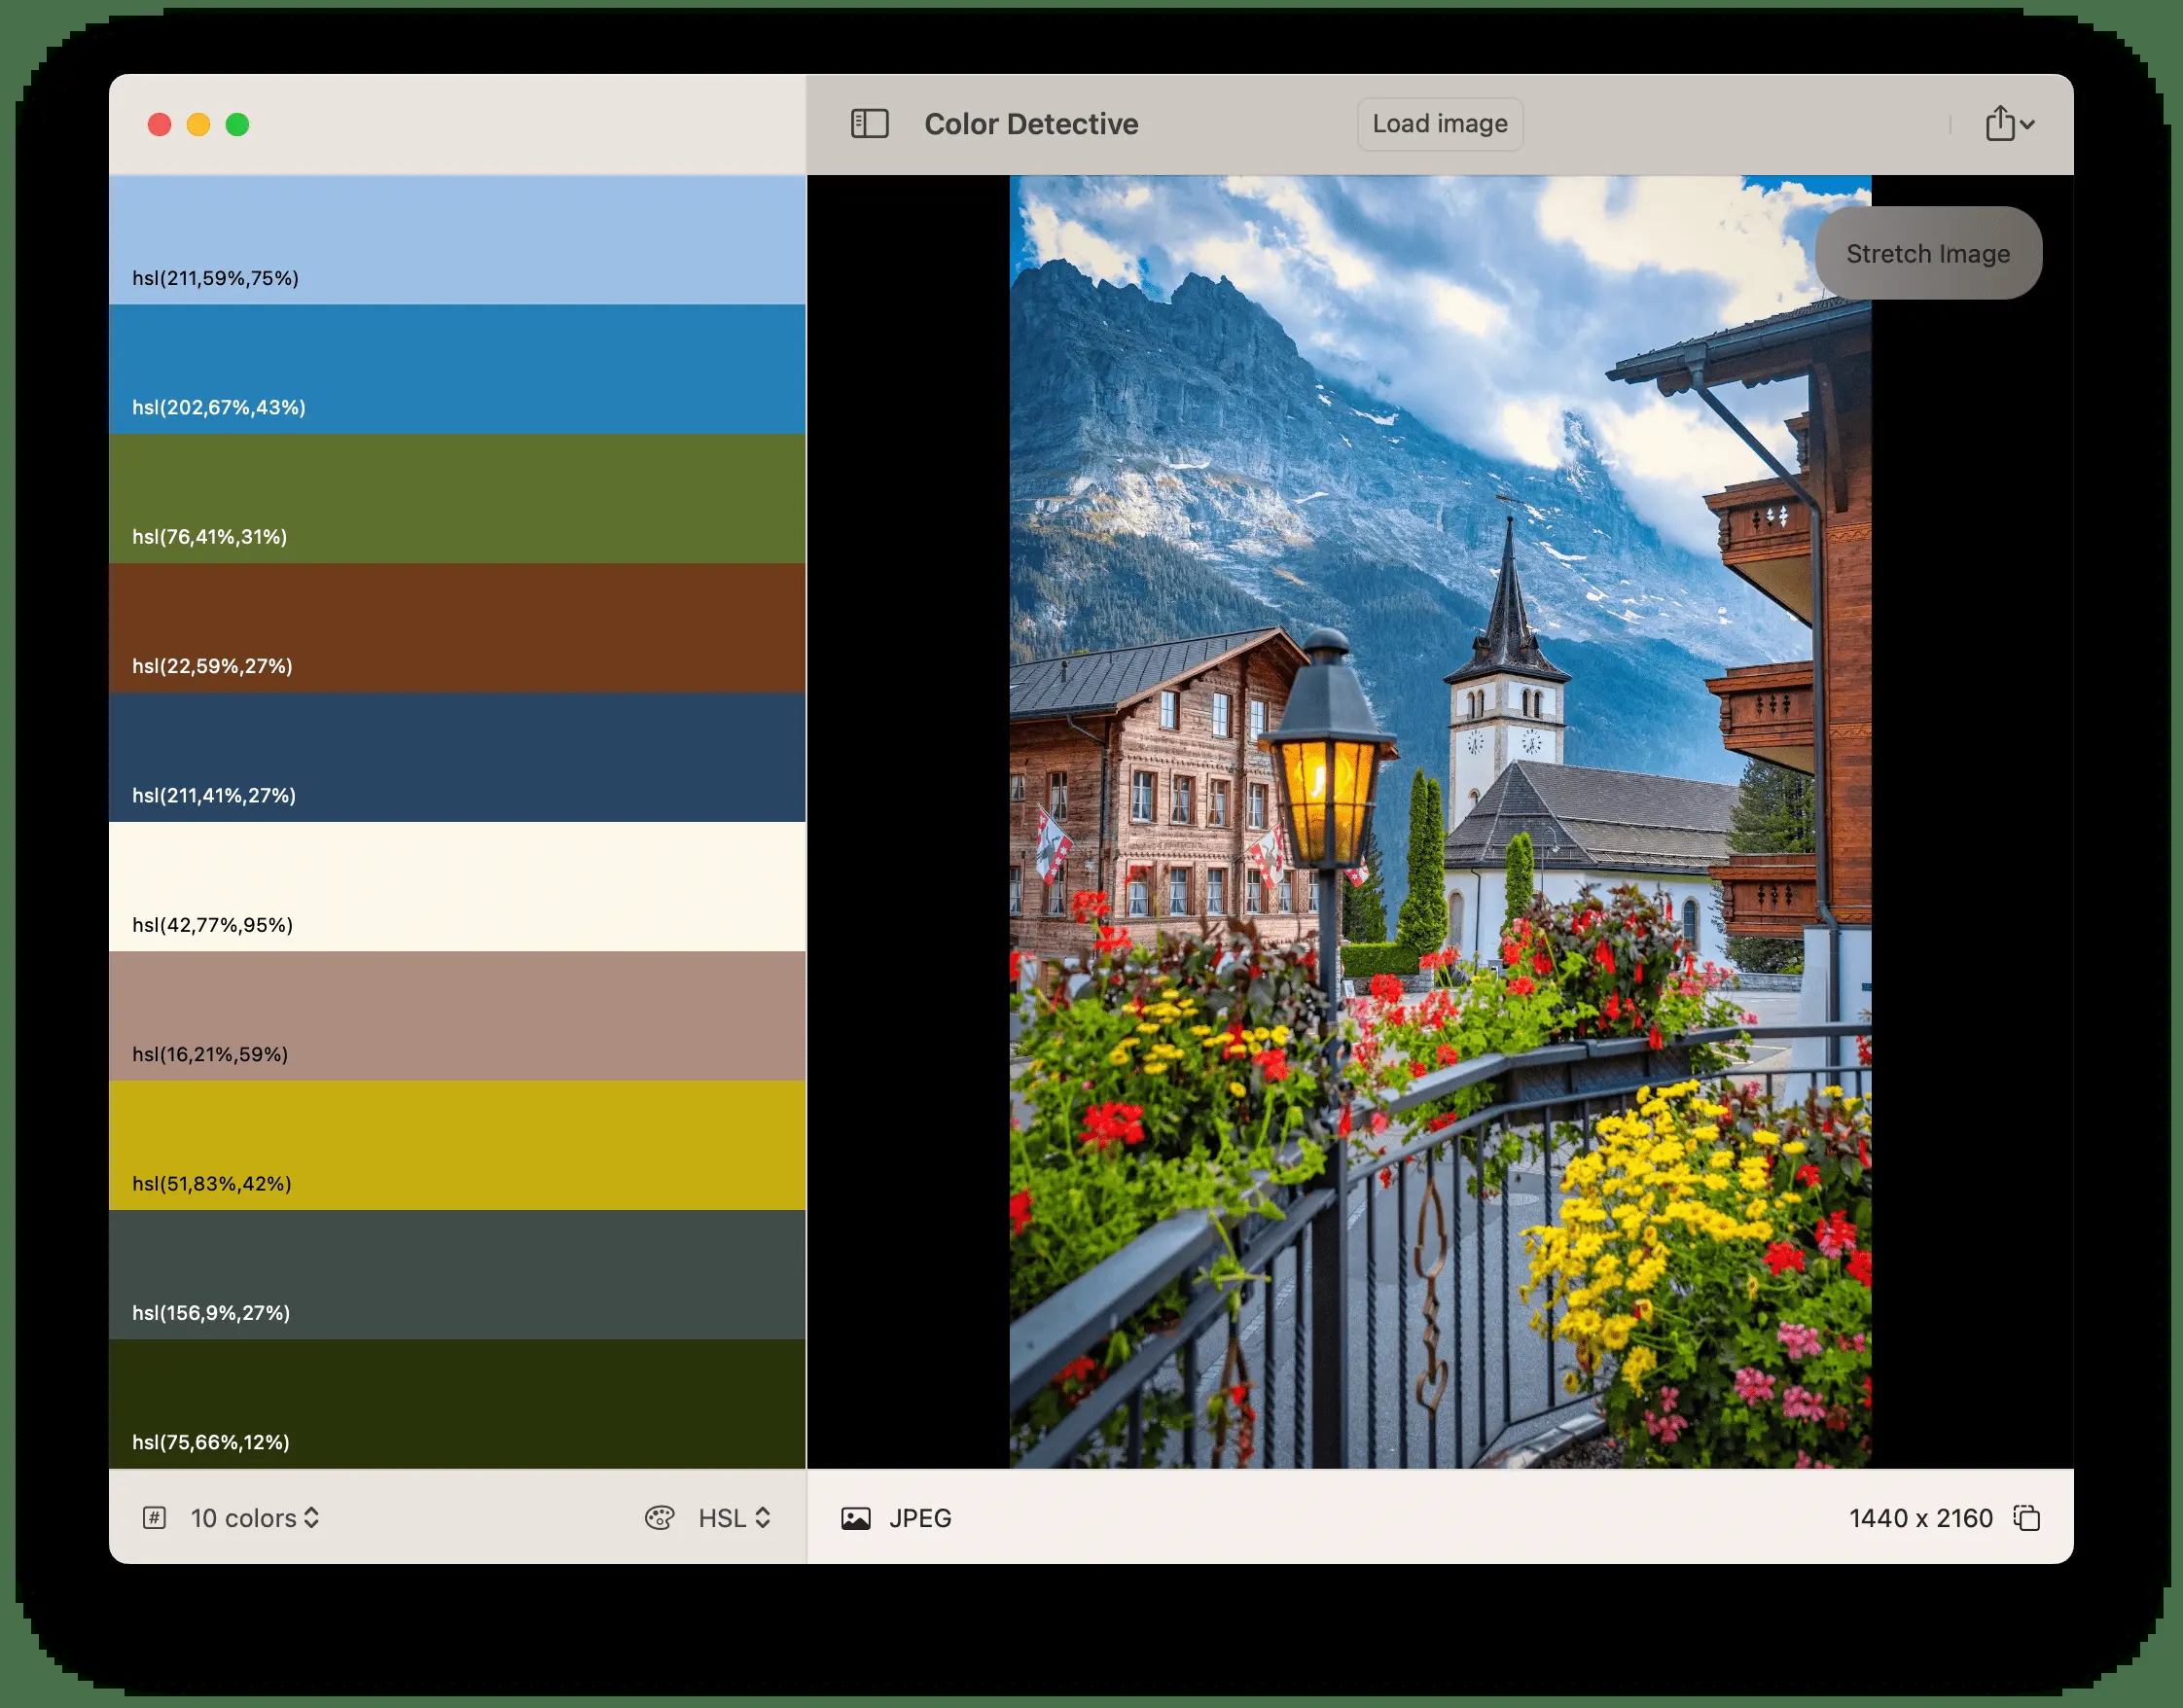 Color Detective
Load image
Stretch Image
hsl(211,59%,75%)
hsl(202,67%,43%)
hsl(76,41%,31%)
hsl(22,59%,27%)
hsl(211,41%,27%)
hsl(42,77%,95%)
hsl(16,21%,59%)
hsl(51,83%,42%)
hsl(156,9%,27%)
hsl(75,66%,12%)
# 10 colors
HSL
JPEG
1440 x 2160